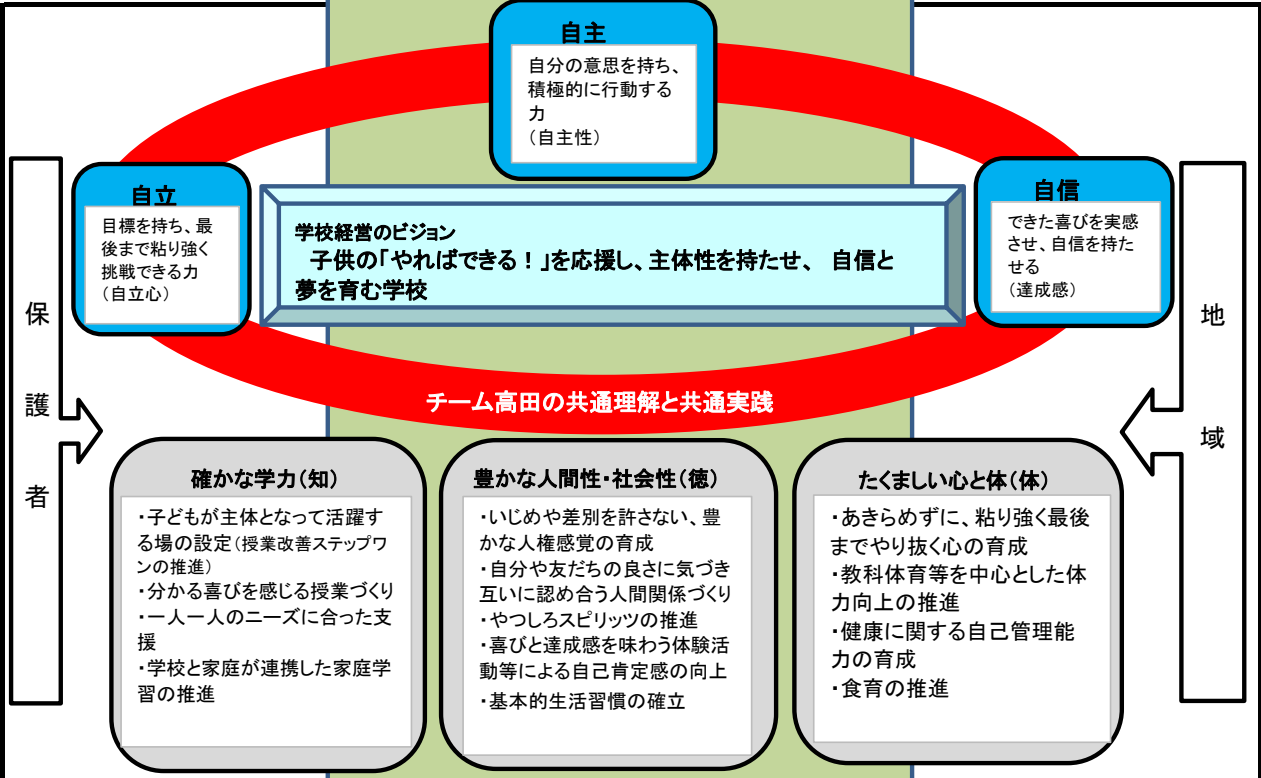 自主
自分の意思を持ち、
積極的に行動する
力
（自主性）
自立
目標を持ち、最
後まで粘り強く
挑戦できる力
（自立心）
自信
できた喜びを実感
させ、自信を持た
せる
（達成感）
学校経営のビジョン
子供の「やればできる！」を応援し、主体性を持たせ、 自信と
夢を育む学校
保護者
地域
チーム高田の共通理解と共通実践
確かな学力（知）
・子どもが主体となって活躍す
る場の設定（授業改善ステップワ
ンの推進）
・分かる喜びを感じる授業づくり
・一人一人のニーズに合った支
援
・学校と家庭が連携した家庭学
習の推進
豊かな人間性・社会性（徳）
・いじめや差別を許さない、豊
かな人権感覚の育成
・自分や友だちの良さに気づき
互いに認め合う人間関係づくり
・やつしろスピリッツの推進
・喜びと達成感を味わう体験活
動等による自己肯定感の向上
・基本的生活習慣の確立
たくましい心と体（体）
・あきらめずに、粘り強く最後
までやり抜く心の育成
・教科体育等を中心とした体
力向上の推進
・健康に関する自己管理能
力の育成
・食育の推進